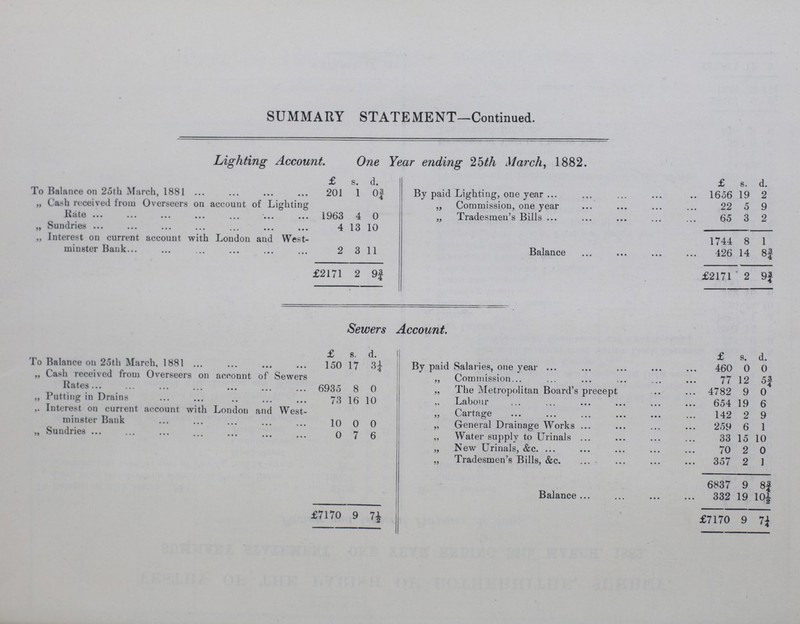 SUMMARY STATEMENT—Continued.
Lighting Account. One Year ending 25th March, 1882.
£ s. d.
To Balance on 25th March, 1881 ... ... ... ... 201 1 0¾
„ Cash received from Overseers on account of Lighting
Rate ... ... ... ... ... ... ... 1963 4 0
„ Sundries ... ... ... ... ... ... ... 4 13 10
„ Interest on current account with London and West-
minster Bank... ... ... ... ... ... 2 3 11
£2171 2 9¾
£ s. d.
By paid Lighting, one year ... ... ... ... .. 1656 19 2
„ Commission, one year ... ... ... ... 22 5 9
„ Tradesmen's Bills ... ... ... ... ... 65 3 2
1744 8 1
Balance ... ... ... ... ... 426 14 8¾
£2171 2 9¾
Sewers Account.
£ s. d.
To Balance on 25th March, 1881 ... ... ... ... 150 17 3¼
„ Cash received from Overseers on account of Sewers
Rates ... ... ... ... ... ... ... 6935 8 0
„ Putting in Drains ... ... .. ... ... ... 73 16 10
„ Interest on current account with London and West-
minster Bank ... ... ... ... ... 10 0 0
„ Sundries ... ... ... ... ... ... ... 0 7 6
£7170 9 7½
£ s. d.
By paid Salaries, one year ... ... ... ... ... 460 0 0
„ Commission... ... ... ... ... ... 77 12 5¾
„ The Metropolitan Board's precept ... ... 4782 9 0
„ Labour ... ... ... ... ... ... 654 19 6
„ Cartage ... ... ... ... ... ... 142 2 9
„ General Drainage Works ... ... ... ... 259 6 1
„ Water supply to Urinals ... ... ... ... 33 15 10
„ New Urinals, &c. ... ... ... ... ... 70 2 0
„ Tradesmen's Bills, &c. ... ... ... ... 357 2 1
6837 9 8¾
Balance ... ... ... ... 332 19 10½
£7170 9 7¼